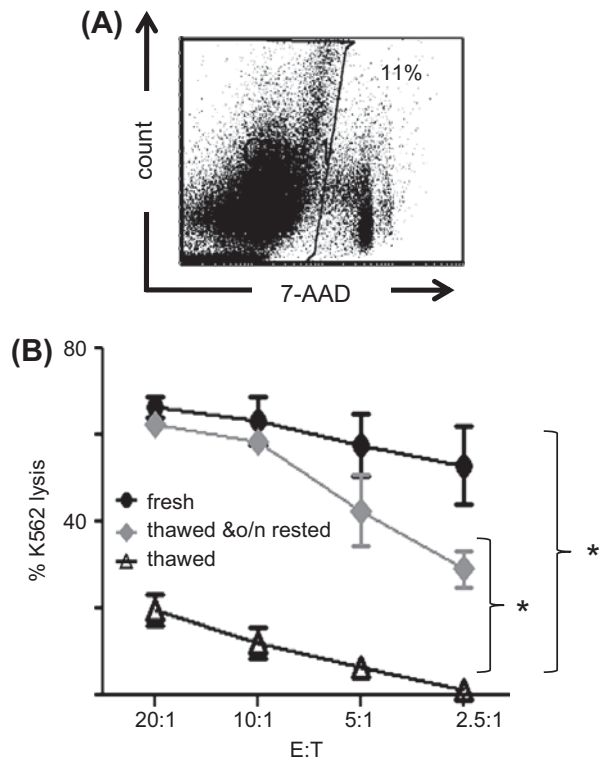 (A)
count
11%
7-AAD
(B)
80
40
% K562 lysis
fresh
thawed &o/n rested
thawed
*
*
20:1
10:1
5:1
2.5:1
E:T